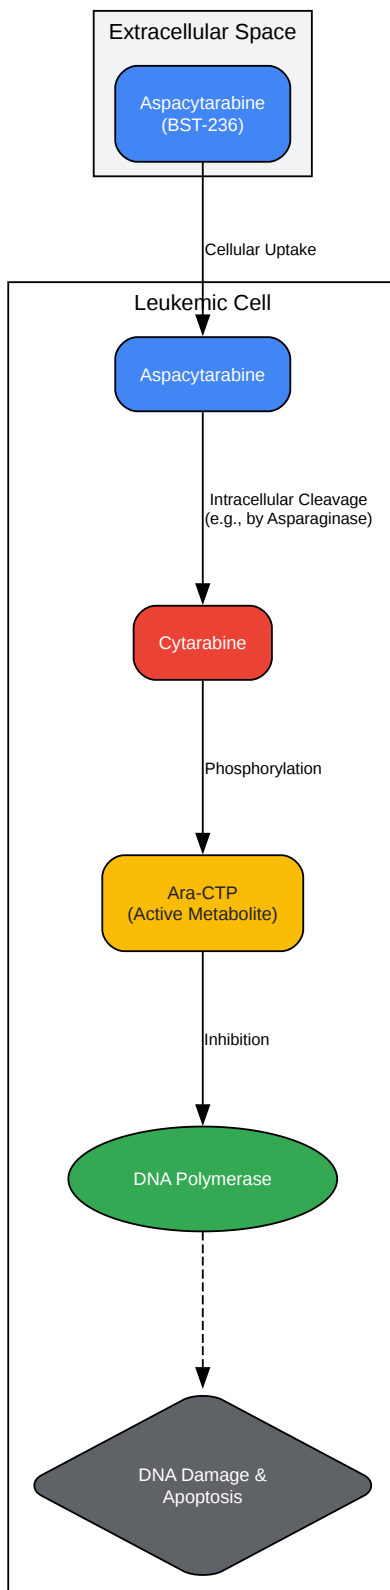 Extracellular Space
Aspacytarabine
(BST-236)
Cellular Uptake
Leukemic Cell
Aspacytarabine
Intracellular Cleavage
(e.g., by Asparaginase)
Cytarabine
Phosphorylation
Ara-CTP
(Active Metabolite)
Inhibition
DNA Polymerase
DNA Damage &
Apoptosis